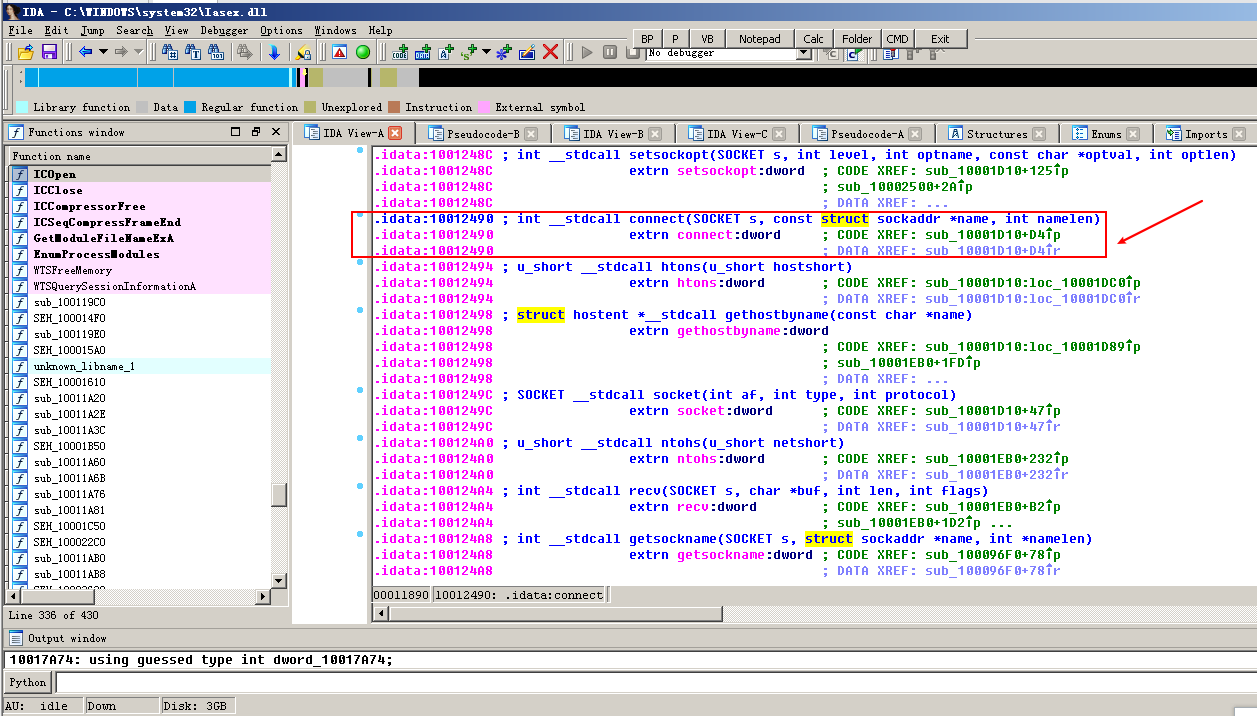 IDA - C:\WINDOWS\system32\Iasex.dll
File Edit Jump Search View Debugger Options Windows Help
BP P VB Notepad Calc Folder CMD Exit
No debugger
Library function Data Regular function Unexplored Instruction External symbol
Functions window
IDA View-A Pseudocode-B IDA View-B IDA View-C Pseudocode-A Structures Enums Imports
Function name
ICOpen
ICClose
ICCompressorFree
ICSeqCompressFrameEnd
GetModuleFileNameExA
EnumProcessModules
WTSFreeMemory
WTSQuerySessionInformationA
sub_100119C0
SEH_100014F0
sub_100119E0
SEH_100015A0
unknown_libname_1
SEH_10001610
sub_10011A20
sub_10011A2E
sub_10011A3C
SEH_10001B50
sub_10011A60
sub_10011A6B
sub_10011A76
sub_10011A81
SEH_10001C50
SEH_100022C0
sub_10011AB0
sub_10011AB8
Line 336 of 430
.idata:1001248C ; int __stdcall setsockopt(SOCKET s, int level, int optname, const char *optval, int optlen)
.idata:1001248C extrn setsockopt:dword ; CODE XREF: sub_10001D10+125↑p
.idata:1001248C ; sub_10002500+2A↑p
.idata:1001248C ; DATA XREF: ...
.idata:10012490 ; int __stdcall connect(SOCKET s, const struct sockaddr *name, int namelen)
.idata:10012490 extrn connect:dword ; CODE XREF: sub_10001D10+D4↑p
.idata:10012490 ; DATA XREF: sub_10001D10+D4↑r
.idata:10012494 ; u_short __stdcall htons(u_short hostshort)
.idata:10012494 extrn htons:dword ; CODE XREF: sub_10001D10:loc_10001DC0↑p
.idata:10012494 ; DATA XREF: sub_10001D10:loc_10001DC0↑r
.idata:10012498 ; struct hostent *__stdcall gethostbyname(const char *name)
.idata:10012498 extrn gethostbyname:dword
.idata:10012498 ; CODE XREF: sub_10001D10:loc_10001D89↑p
.idata:10012498 ; sub_10001EB0+1FD↑p
.idata:10012498 ; DATA XREF: ...
.idata:1001249C ; SOCKET __stdcall socket(int af, int type, int protocol)
.idata:1001249C extrn socket:dword ; CODE XREF: sub_10001D10+47↑p
.idata:1001249C ; DATA XREF: sub_10001D10+47↑r
.idata:100124A0 ; u_short __stdcall ntohs(u_short netshort)
.idata:100124A0 extrn ntohs:dword ; CODE XREF: sub_10001EB0+232↑p
.idata:100124A0 ; DATA XREF: sub_10001EB0+232↑r
.idata:100124A4 ; int __stdcall recv(SOCKET s, char *buf, int len, int flags)
.idata:100124A4 extrn recv:dword ; CODE XREF: sub_10001EB0+B2↑p
.idata:100124A4 ; sub_10001EB0+1D2↑p ...
.idata:100124A8 ; int __stdcall getsockname(SOCKET s, struct sockaddr *name, int *namelen)
.idata:100124A8 extrn getsockname:dword ; CODE XREF: sub_100096F0+78↑p
.idata:100124A8 ; DATA XREF: sub_100096F0+78↑r
00011890 10012490: .idata:connect
Output window
10017A74: using guessed type int dword_10017A74;
Python
AU: idle Down Disk: 3GB